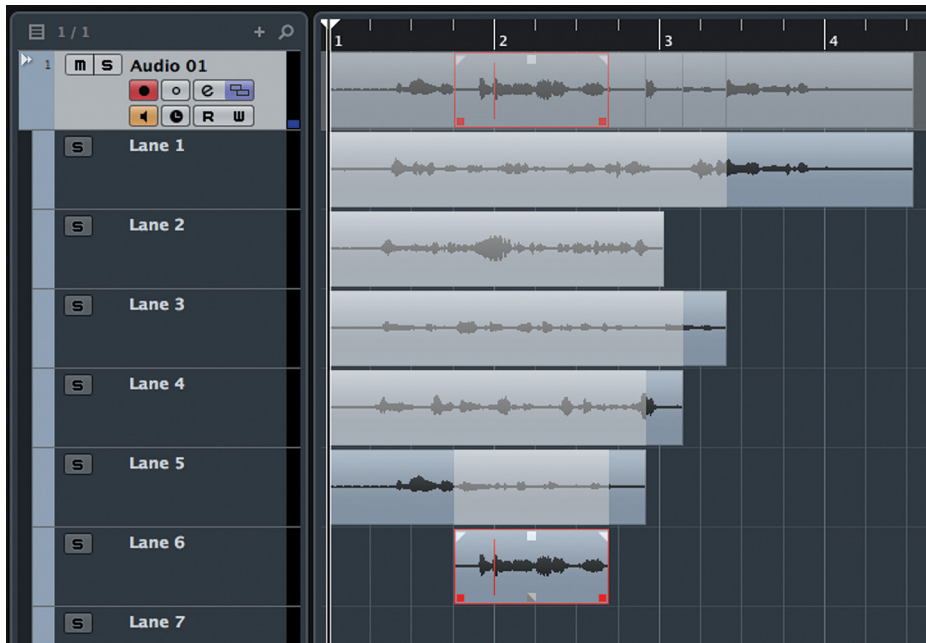 1 / 1 +
1 2 3 4
1 m S Audio 01
e
R W
S Lane 1
S Lane 2
S Lane 3
S Lane 4
S Lane 5
S Lane 6
S Lane 7